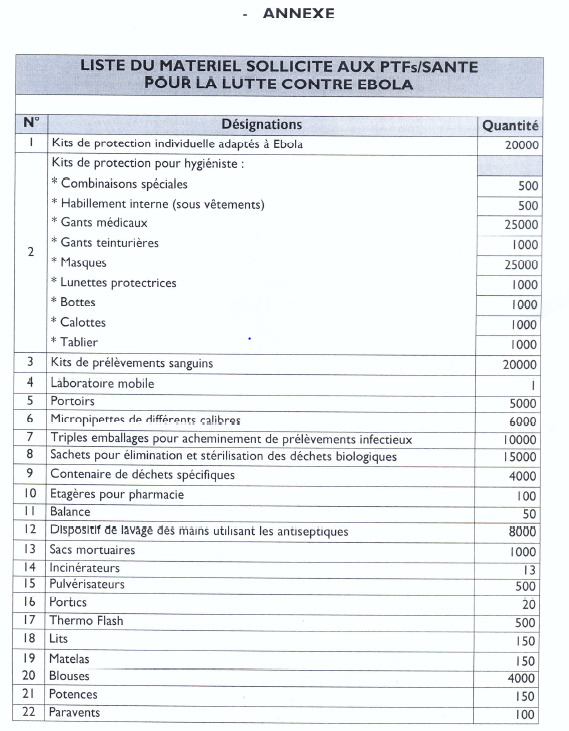 - ANNEXE
LISTE DU MATERIEL SOLLICITE AUX PTFs/SANTE
POUR LA LUTTE CONTRE EBOLA
N° Désignations Quantité
1 Kits de protection individuelle adaptés à Ebola 20000
2 Kits de protection pour hygiéniste :
* Combinaisons spéciales 500
* Habillement interne (sous vêtements) 500
* Gants médicaux 25000
* Gants teinturières 1000
* Masques 25000
* Lunettes protectrices 1000
* Bottes 1000
* Calottes 1000
* Tablier 1000
3 Kits de prélèvements sanguins 20000
4 Laboratoire mobile 1
5 Portoirs 5000
6 Micropipettes de différents calibres 6000
7 Triples emballages pour acheminement de prélèvements infectieux 10000
8 Sachets pour élimination et stérilisation des déchets biologiques 15000
9 Contenaire de déchets spécifiques 4000
10 Etagères pour pharmacie 100
11 Balance 50
12 Dispositif de lavage des mains utilisant les antiseptiques 8000
13 Sacs mortuaires 1000
14 Incinérateurs 13
15 Pulvérisateurs 500
16 Portics 20
17 Thermo Flash 500
18 Lits 150
19 Matelas 150
20 Blouses 4000
21 Potences 150
22 Paravents 100